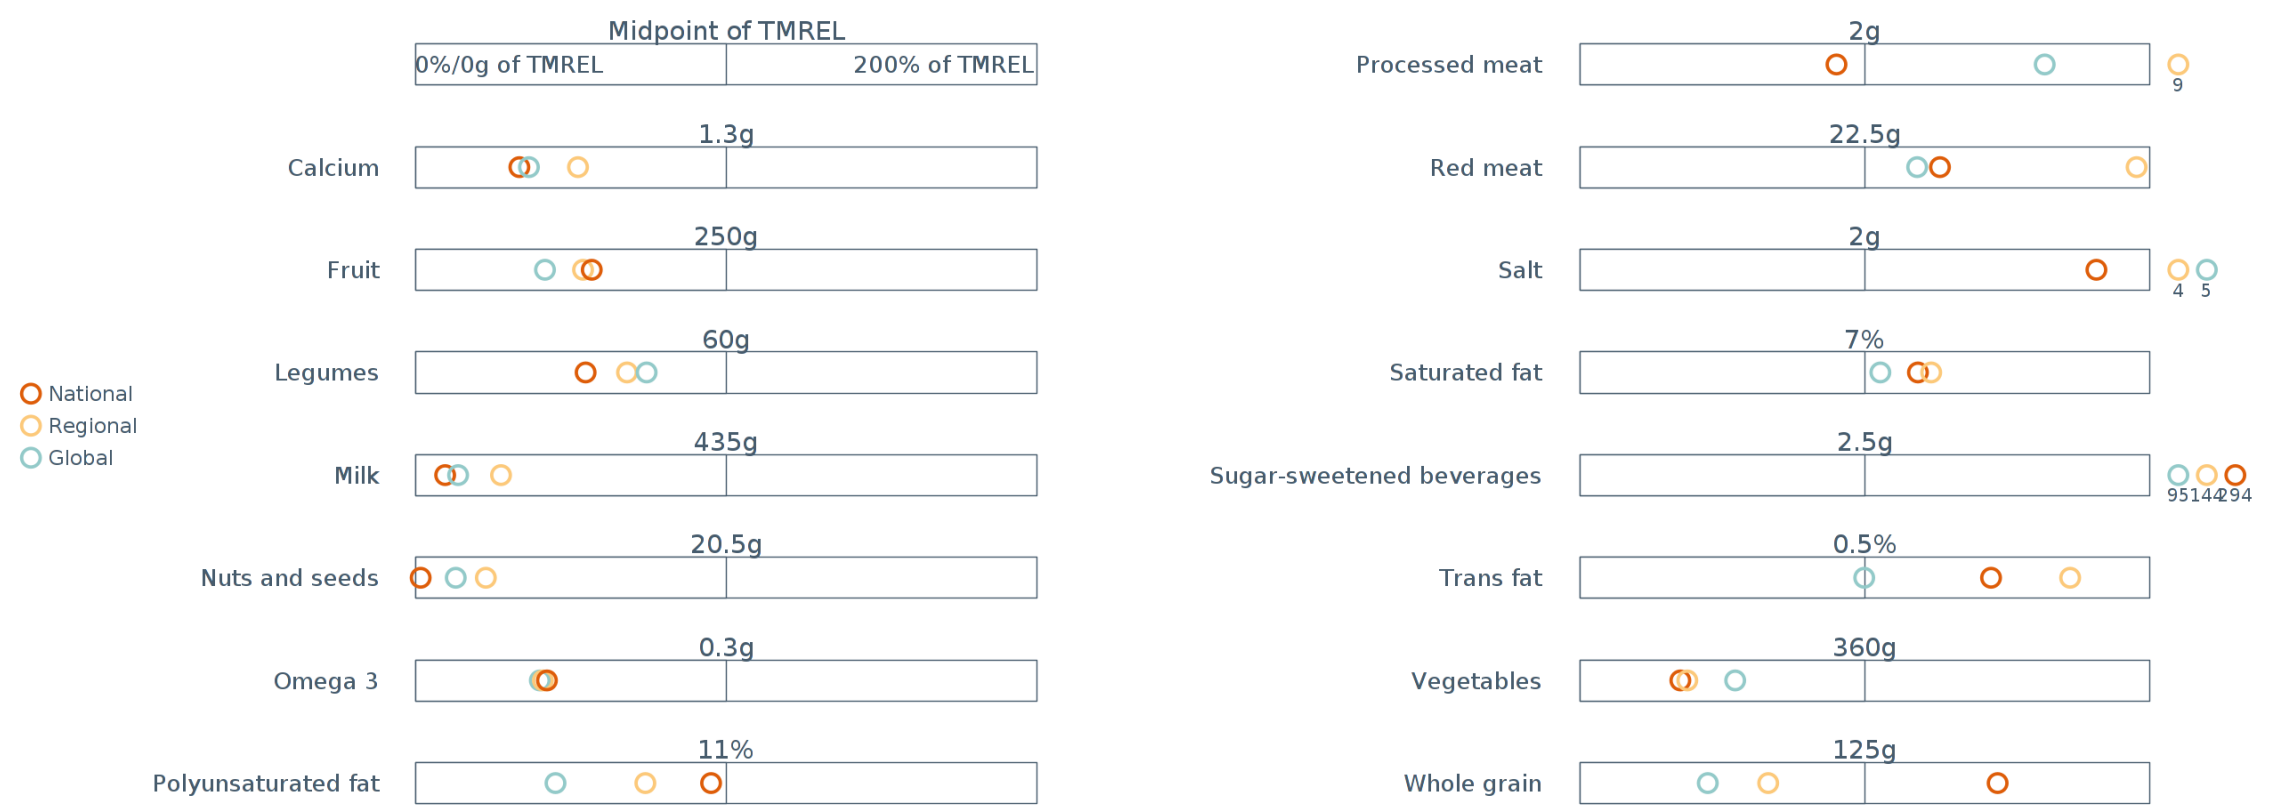 Midpoint of TMREL
0%/0g of TMREL
200% of TMREL
1.3g
Calcium
250g
Fruit
60g
Legumes
435g
Milk
20.5g
Nuts and seeds
0.3g
Omega 3
11%
Polyunsaturated fat
National
Regional
Global
2g
Processed meat
9
22.5g
Red meat
2g
Salt
4
5
7%
Saturated fat
2.5g
Sugar-sweetened beverages
95
144
294
0.5%
Trans fat
360g
Vegetables
125g
Whole grain